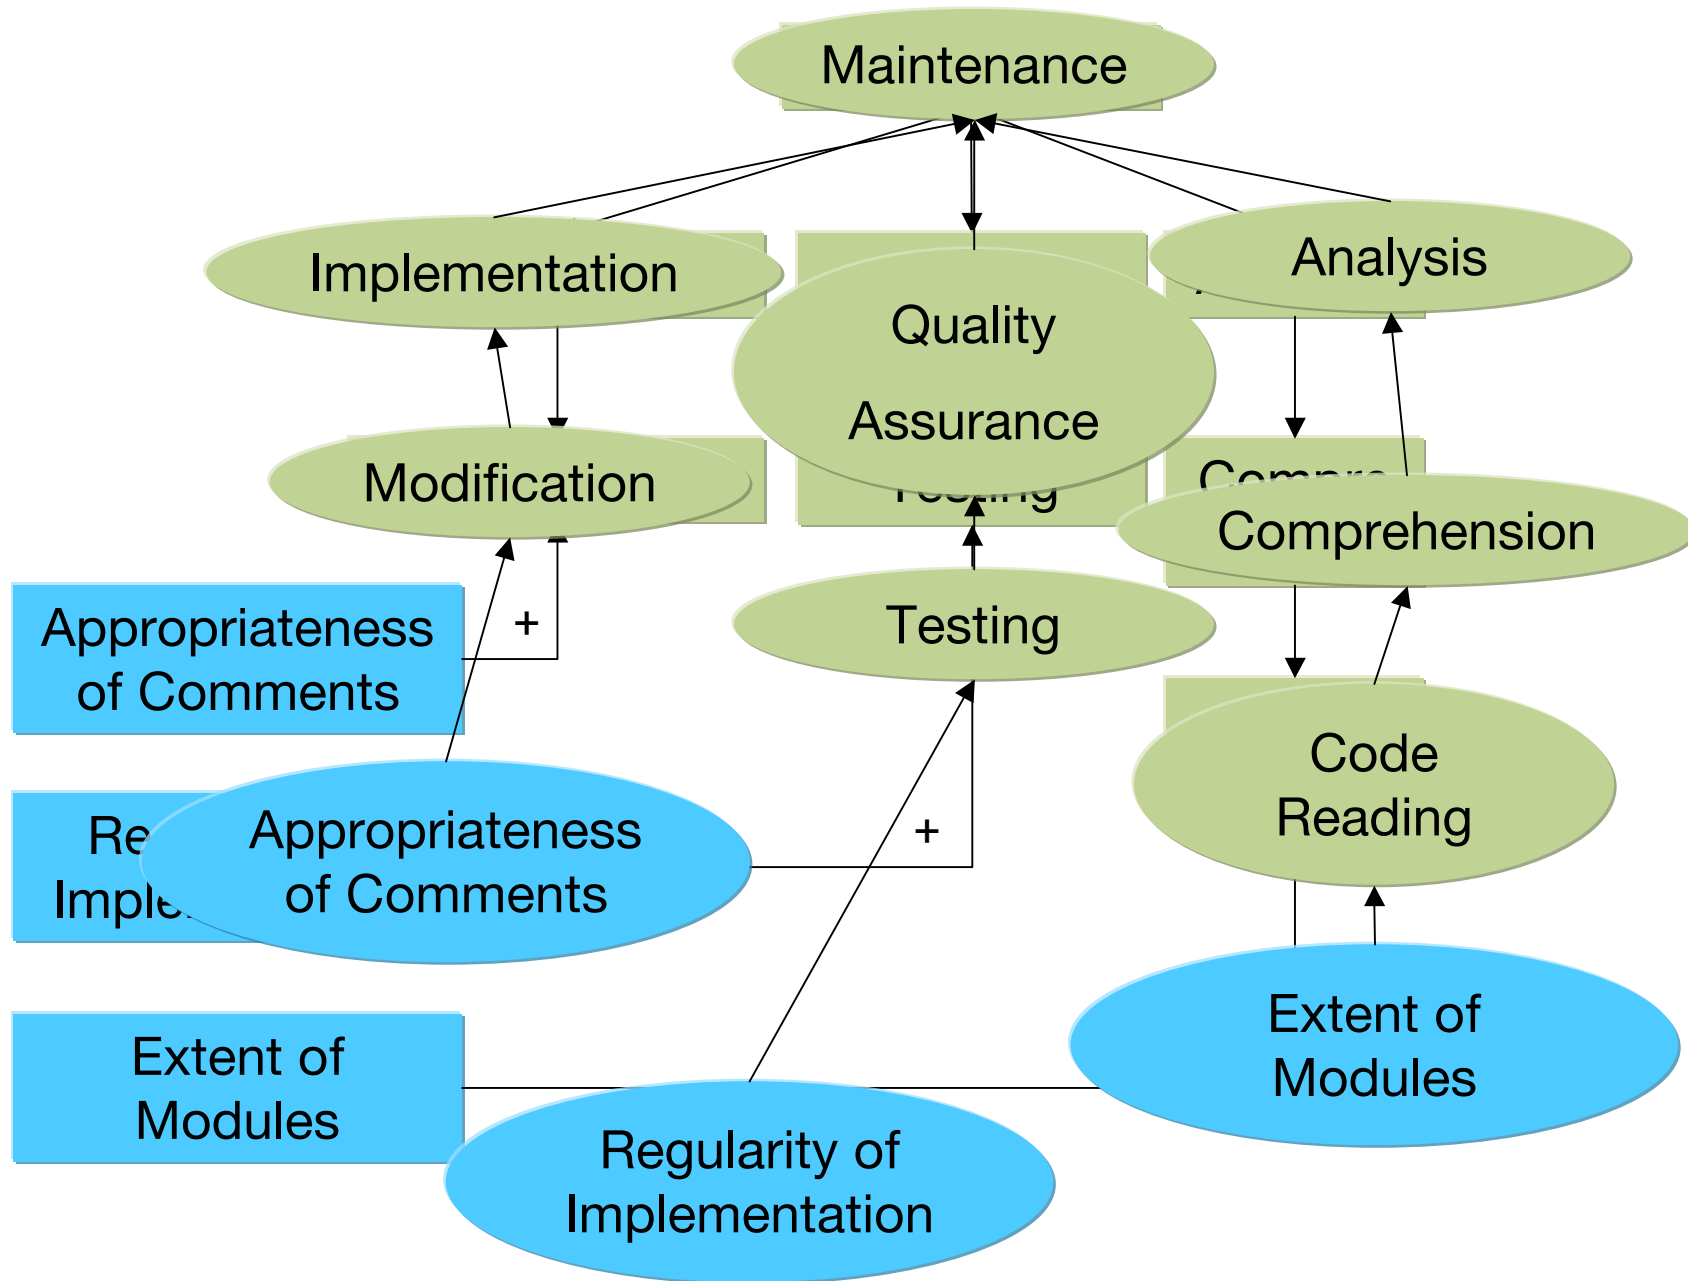 Maintenance
Implementation
Analysis
Quality
Assurance
Modification
Testing
Comprehension
Appropriateness
of Comments
+
Testing
Code
Reading
Appropriateness
of Comments
+
Extent of
Modules
Extent of
Modules
Regularity of
Implementation